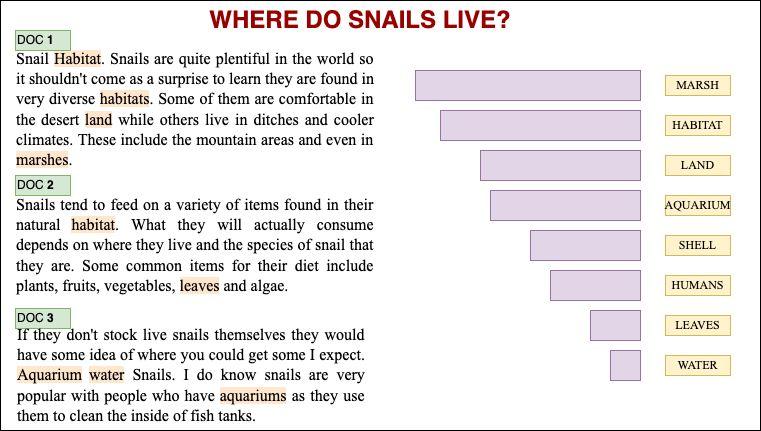 WHERE DO SNAILS LIVE?
DOC 1
Snail Habitat. Snails are quite plentiful in the world so
it shouldn't come as a surprise to learn they are found in
very diverse habitats. Some of them are comfortable in
the desert land while others live in ditches and cooler
climates. These include the mountain areas and even in
marshes.
DOC 2
Snails tend to feed on a variety of items found in their
natural habitat. What they will actually consume
depends on where they live and the species of snail that
they are. Some common items for their diet include
plants, fruits, vegetables, leaves and algae.
DOC 3
If they don't stock live snails themselves they would
have some idea of where you could get some I expect.
Aquarium water Snails. I do know snails are very
popular with people who have aquariums as they use
them to clean the inside of fish tanks.
MARSH
HABITAT
LAND
AQUARIUM
SHELL
HUMANS
LEAVES
WATER